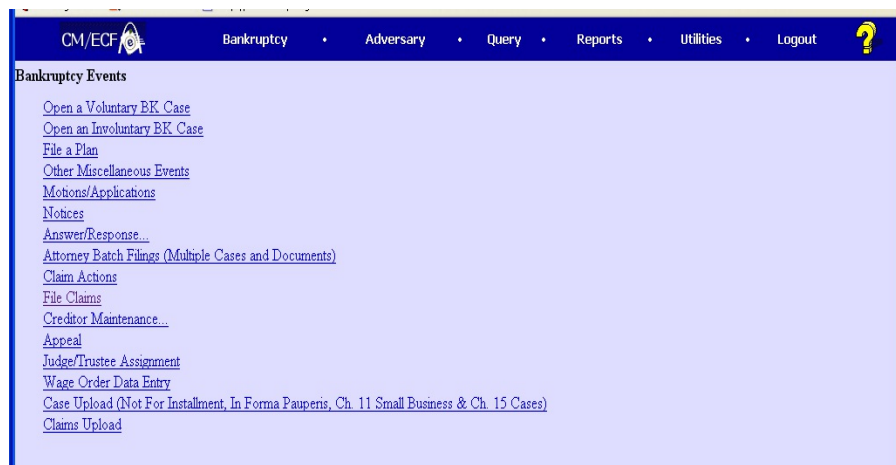 CM/ECF Bankruptcy • Adversary • Query • Reports • Utilities • Logout ?
Bankruptcy Events
Open a Voluntary BK Case
Open an Involuntary BK Case
File a Plan
Other Miscellaneous Events
Motions/Applications
Notices
Answer/Response...
Attorney Batch Filings (Multiple Cases and Documents)
Claim Actions
File Claims
Creditor Maintenance...
Appeal
Judge/Trustee Assignment
Wage Order Data Entry
Case Upload (Not For Installment, In Forma Pauperis, Ch. 11 Small Business & Ch. 15 Cases)
Claims Upload